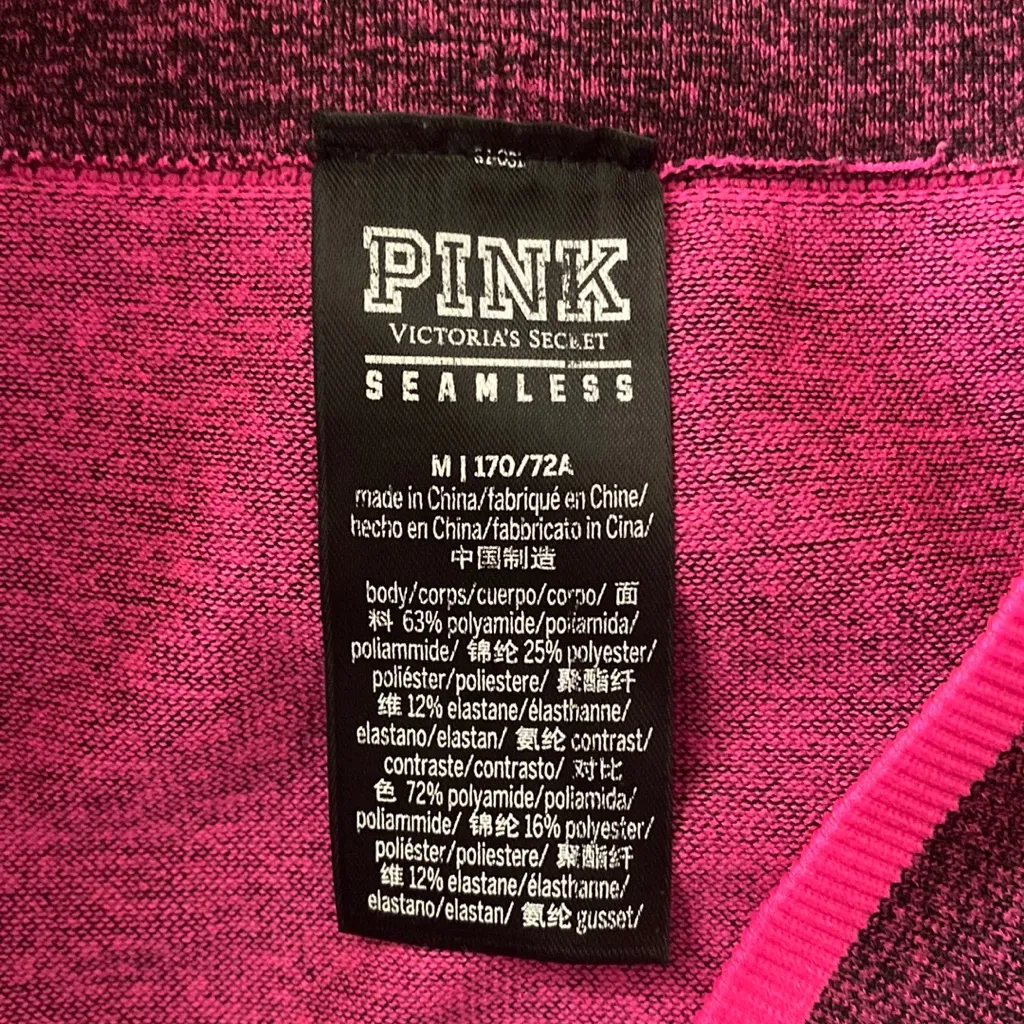 PINK
VICTORIA'S SECRET
SEAMLESS
M | 170/72A
made in China/fabriqué en Chine/
hecho en China/fabbricato in Cina/
中国制造
body/corps/cuerpo/corpo/ 面
料 63% polyamide/poliamida/
poliammide/ 锦纶 25% polyester/
poliéster/poliestere/ 聚酯纤
维 12% elastane/élasthanne/
elastano/elastan/ 氨纶 contrast/
contraste/contrasto/ 对比
色 72% polyamide/poliamida/
poliammide/ 锦纶 16% polyester/
poliéster/poliestere/ 聚酯纤
维 12% elastane/élasthanne/
elastano/elastan/ 氨纶 gusset/